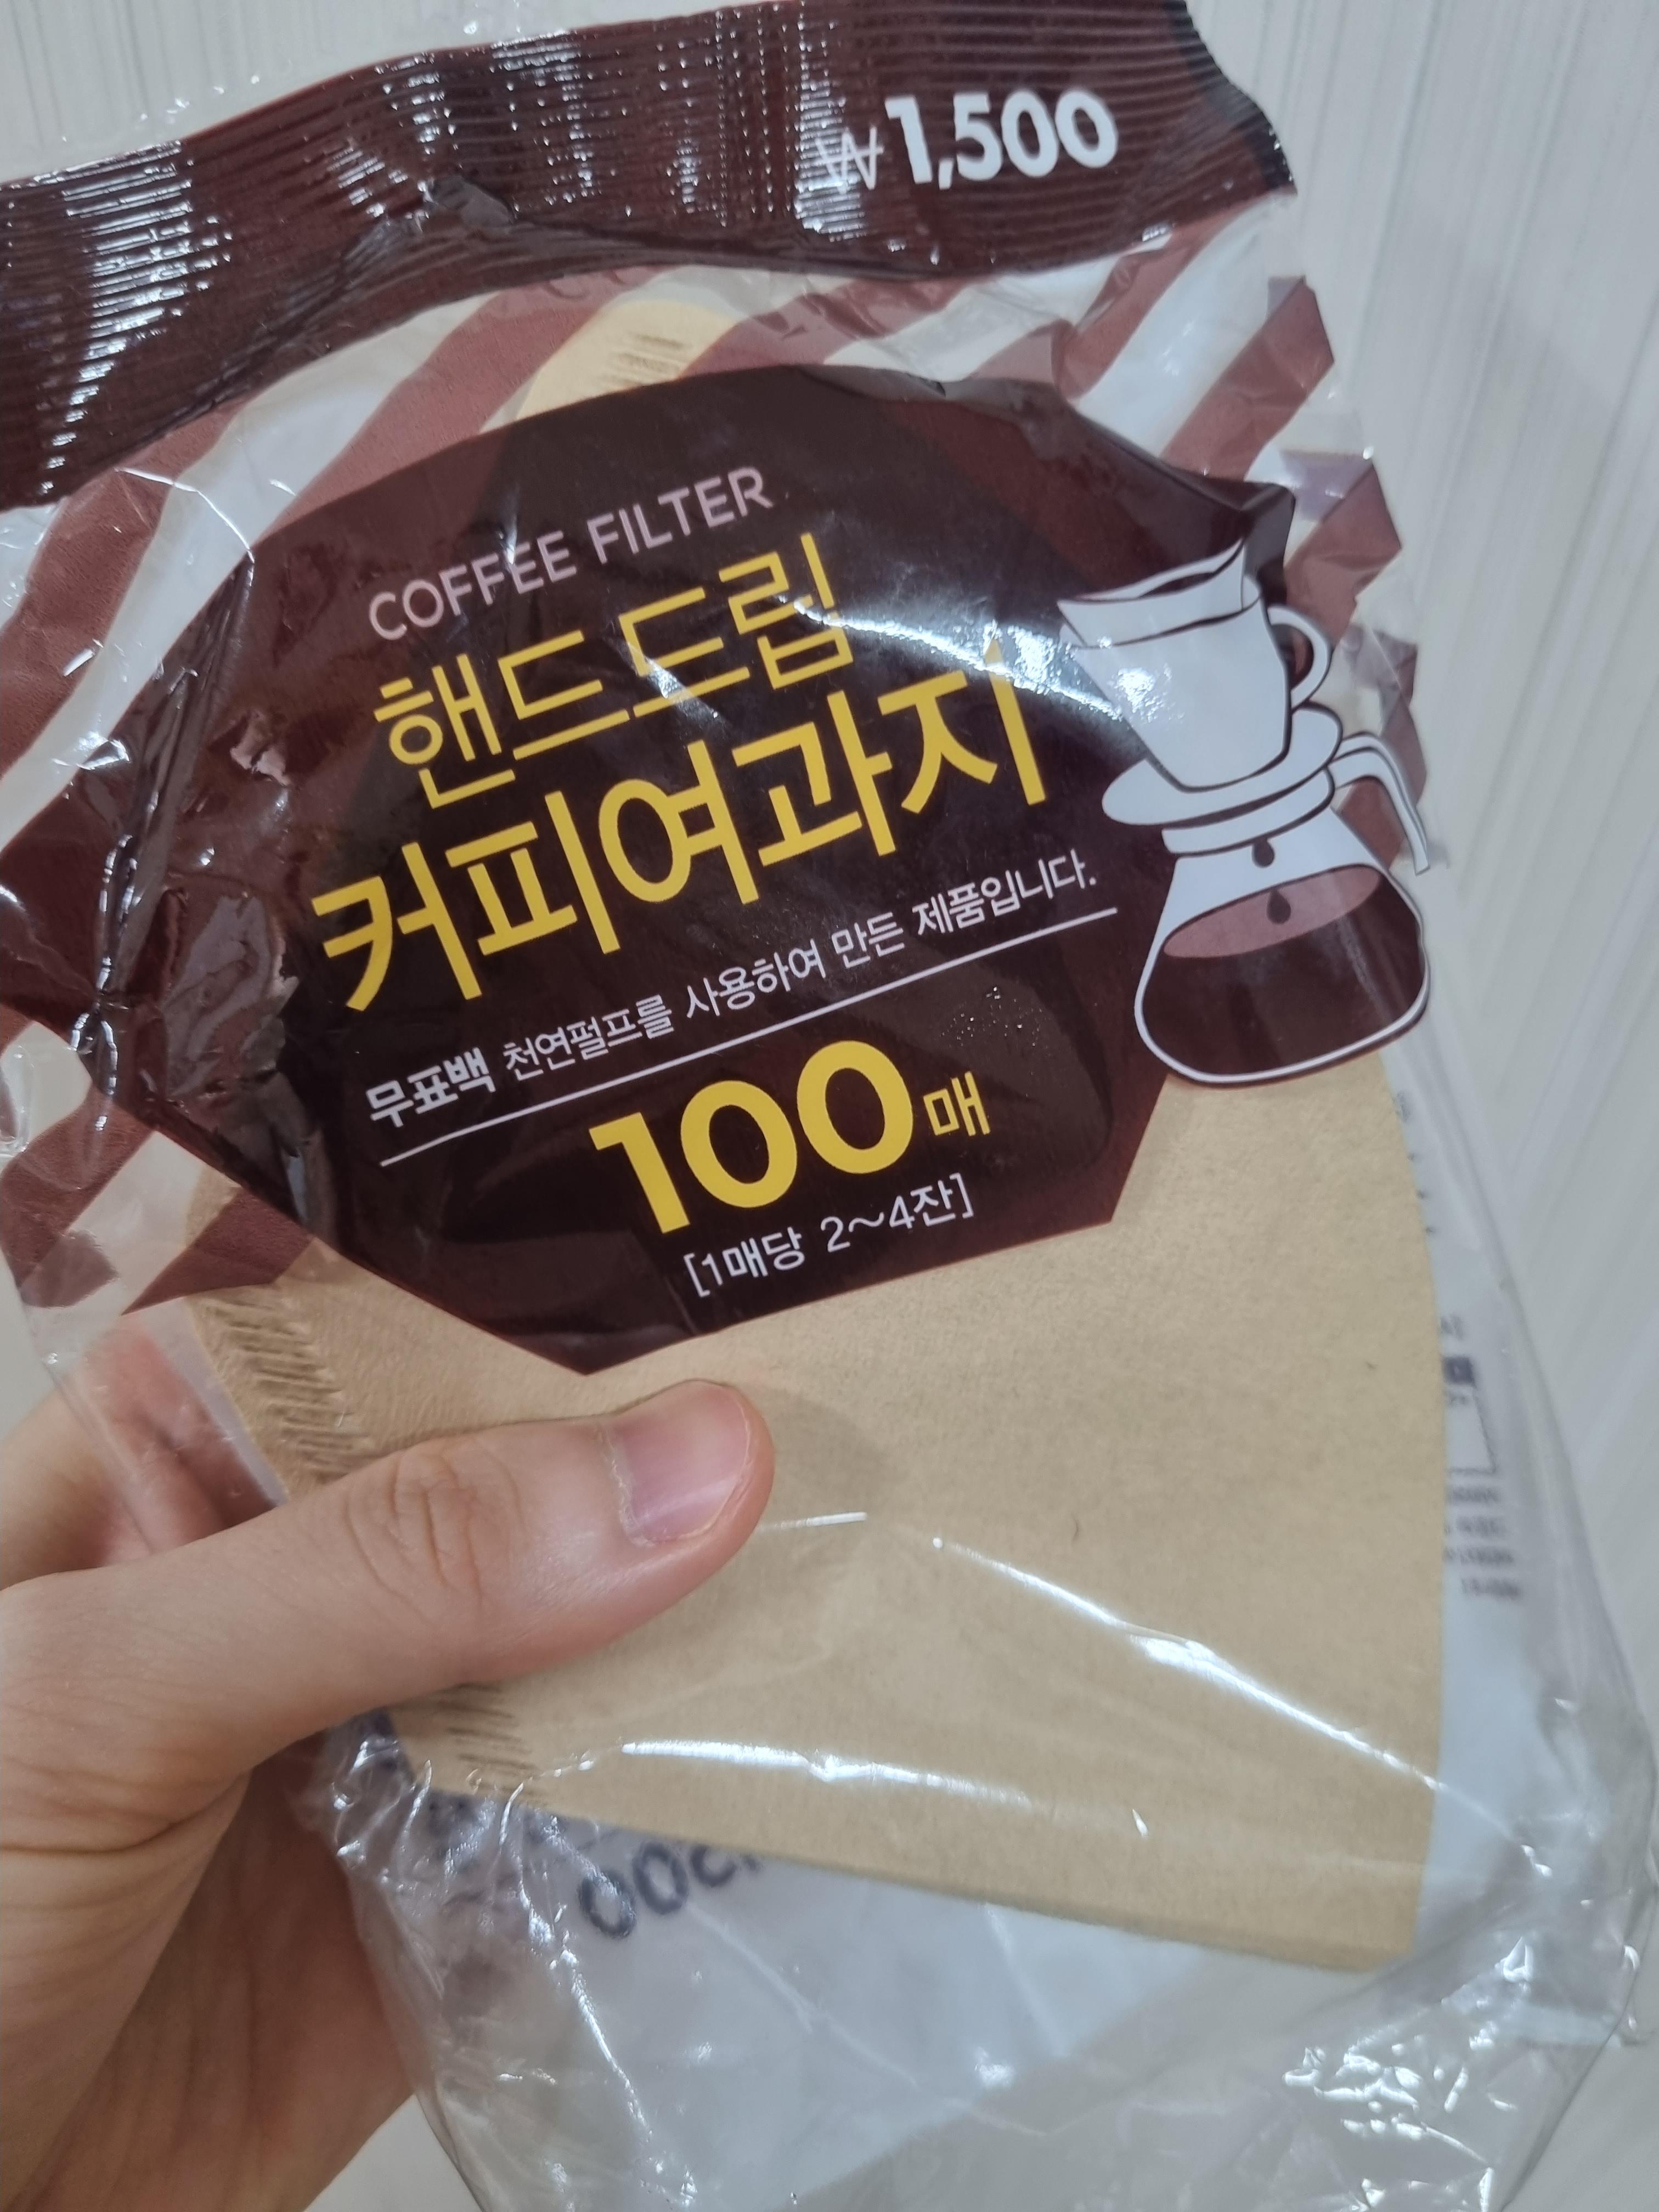 ₩1,500
COFFEE FILTER
핸드드립
커피여과지
무표백 천연펄프를 사용하여 만든 제품입니다.
100매
[1매당 2~4잔]